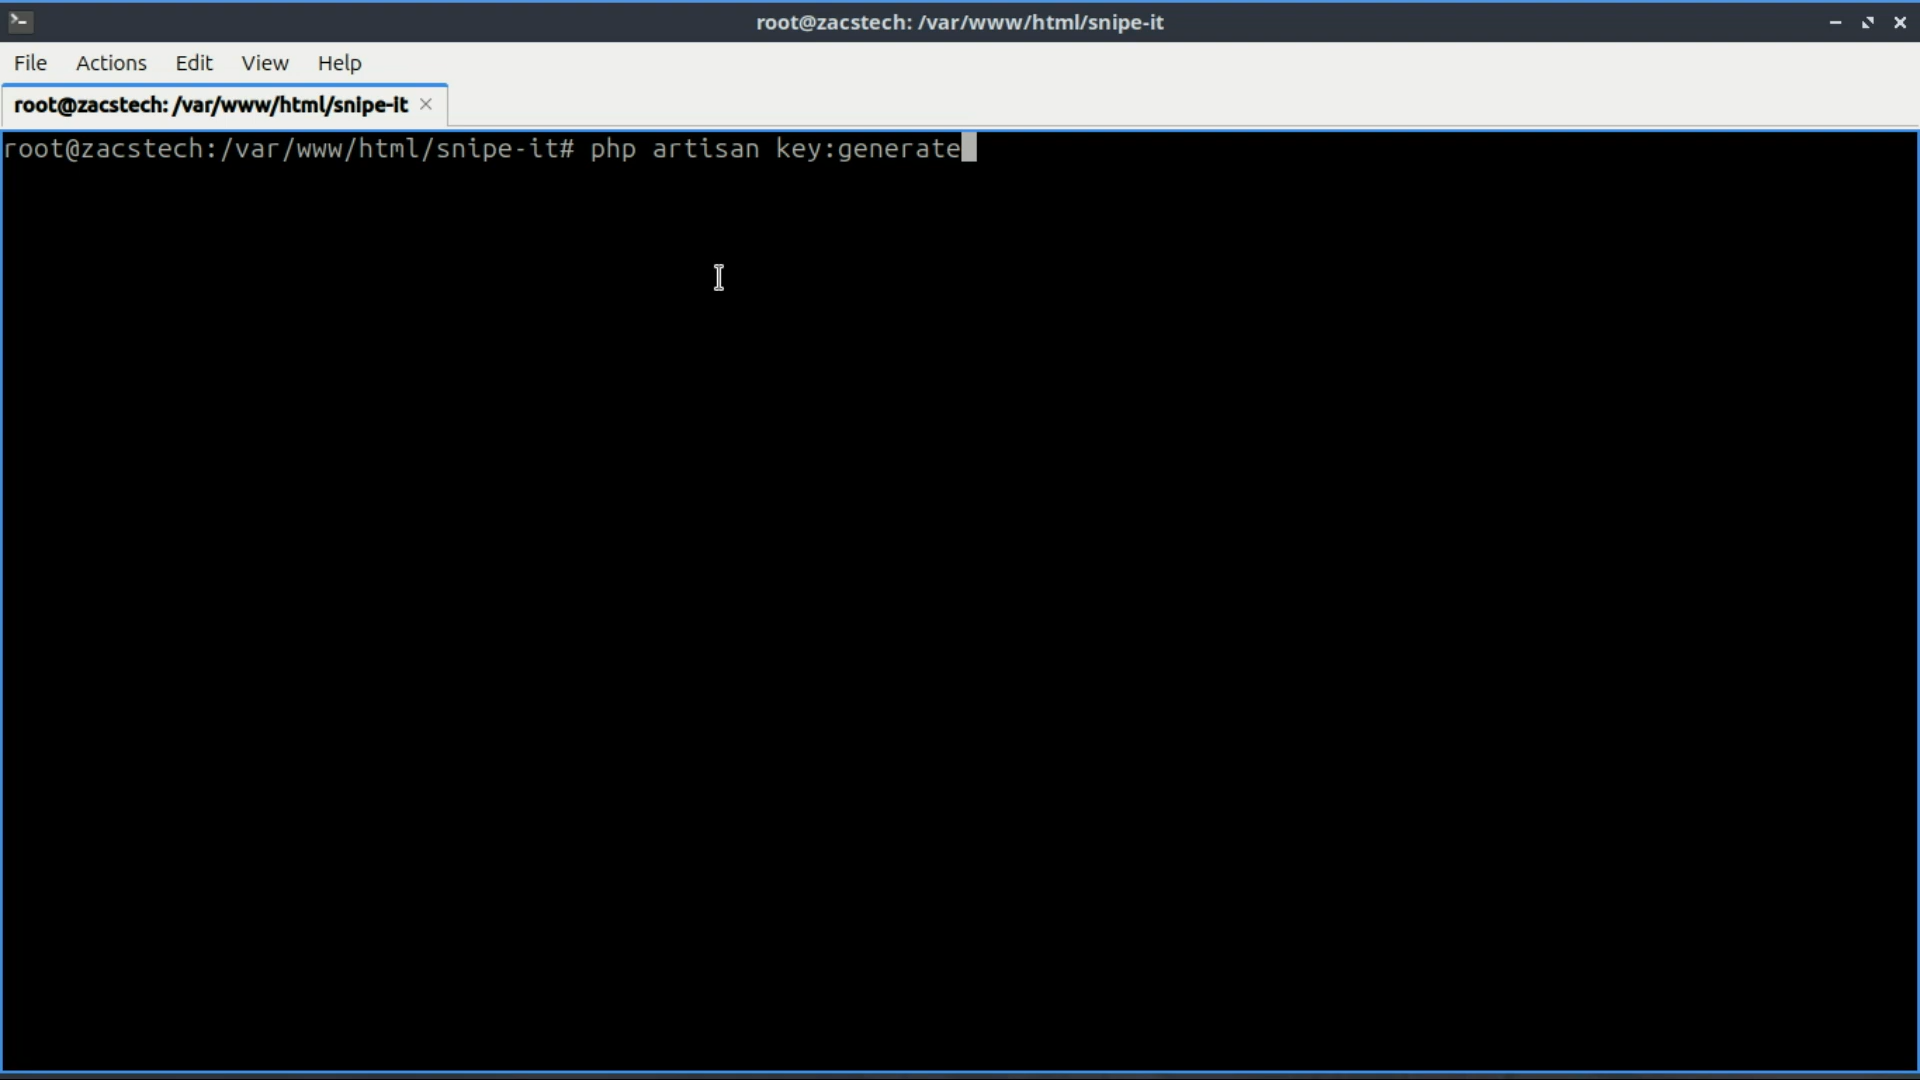 root@zacstech: /var/www/html/snipe-it
File Actions Edit View Help
root@zacstech: /var/www/html/snipe-it
root@zacstech:/var/www/html/snipe-it# php artisan key:generate